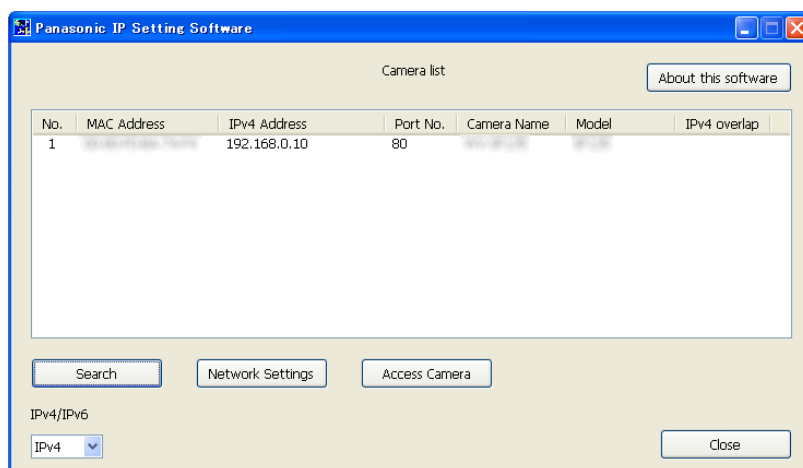 Panasonic IP Setting Software
Camera list
About this software
No. MAC Address IPv4 Address Port No. Camera Name Model IPv4 overlap
1 192.168.0.10 80
Search Network Settings Access Camera
IPv4/IPv6
IPv4
Close